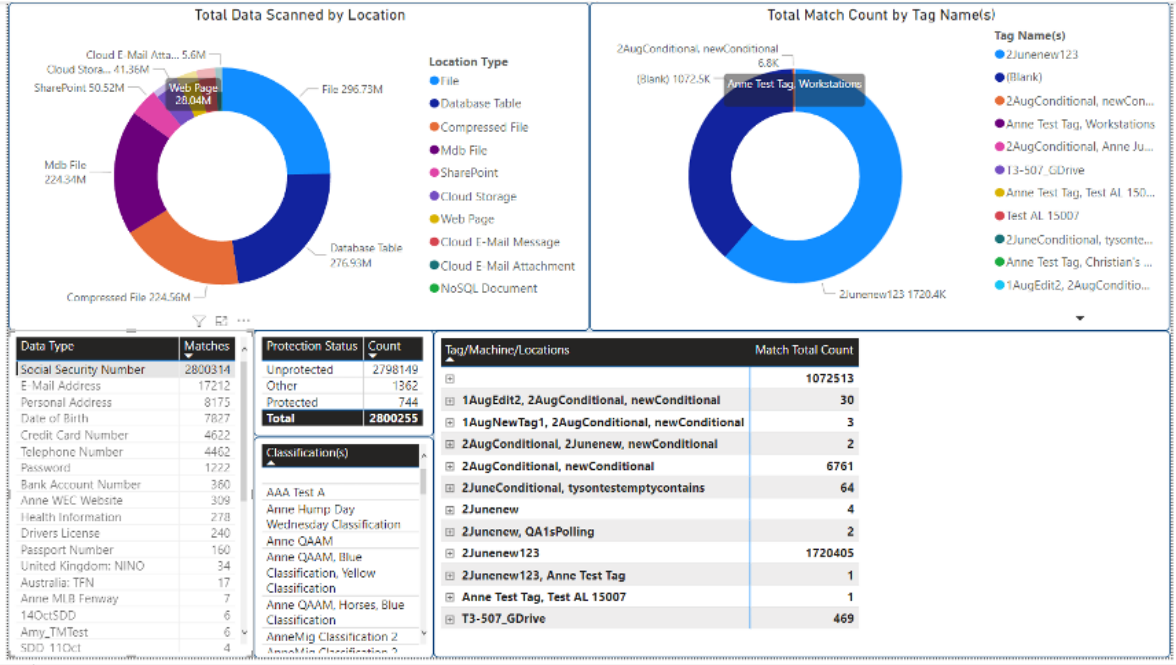 Total Data Scanned by Location
Cloud E-Mail Atta... 5.6M
Cloud Stora... 41.36M
SharePoint 50.52M
Web Page
28.04M
File 296.73M
Mdb File
224.34M
Database Table
276.93M
Compressed File 224.56M
Location Type
File
Database Table
Compressed File
Mdb File
SharePoint
Cloud Storage
Web Page
Cloud E-Mail Message
Cloud E-Mail Attachment
NoSQL Document
Total Match Count by Tag Name(s)
2AugConditional, newConditional
6.8K
(Blank) 1072.5K
Anne Test Tag, Workstations
2Junenew123 1720.4K
Tag Name(s)
2Junenew123
(Blank)
2AugConditional, newCon...
Anne Test Tag, Workstations
2AugConditional, Anne Ju...
T3-507_GDrive
Anne Test Tag, Test AL 150...
Test AL 15007
2JuneConditional, tysonte...
Anne Test Tag, Christian's ...
1AugEdit2, 2AugConditio...
Data Type Matches
Social Security Number 2800314
E-Mail Address 17212
Personal Address 8175
Date of Birth 7827
Credit Card Number 4622
Telephone Number 4462
Password 1222
Bank Account Number 360
Anne WEC Website 309
Health Information 278
Drivers License 240
Passport Number 160
United Kingdom: NINO 34
Australia: TFN 17
Anne MLB Fenway 7
14OctSDD 6
Amy_TMTest 6
SDD 11Oct 4
Protection Status Count
Unprotected 2798149
Other 1362
Protected 744
Total 2800255
Classification(s)
AAA Test A
Anne Hump Day
Wednesday Classification
Anne QAAM
Anne QAAM, Blue
Classification, Yellow
Classification
Anne QAAM, Horses, Blue
Classification
AnneMig Classification 2
AnneMig Classification 2
Tag/Machine/Locations Match Total Count
1072513
1AugEdit2, 2AugConditional, newConditional 30
1AugNewTag1, 2AugConditional, newConditional 3
2AugConditional, 2Junenew, newConditional 2
2AugConditional, newConditional 6761
2JuneConditional, tysontestemptycontains 64
2Junenew 4
2Junenew, QA1sPolling 2
2Junenew123 1720405
2Junenew123, Anne Test Tag 1
Anne Test Tag, Test AL 15007 1
T3-507_GDrive 469